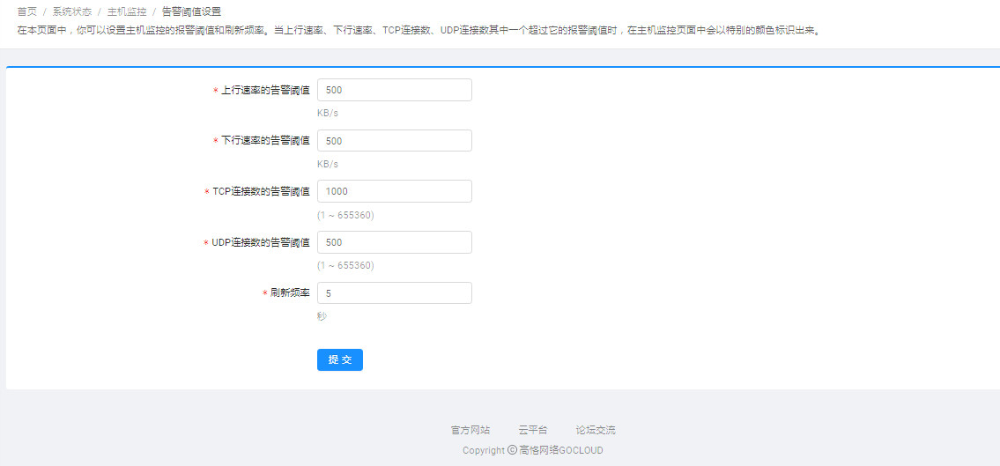 首页 / 系统状态 / 主机监控 / 告警阈值设置
在本页面中，你可以设置主机监控的报警阈值和刷新频率。当上行速率、下行速率、TCP连接数、UDP连接数其中一个超过它的报警阈值时，在主机监控页面中会以特别的颜色标识出来。
* 上行速率的告警阈值 500
KB/s
* 下行速率的告警阈值 500
KB/s
* TCP连接数的告警阈值 1000
(1 ~ 655360)
* UDP连接数的告警阈值 500
(1 ~ 655360)
* 刷新频率 5
秒
提 交
官方网站 云平台 论坛交流
Copyright © 高恪网络GOCLOUD